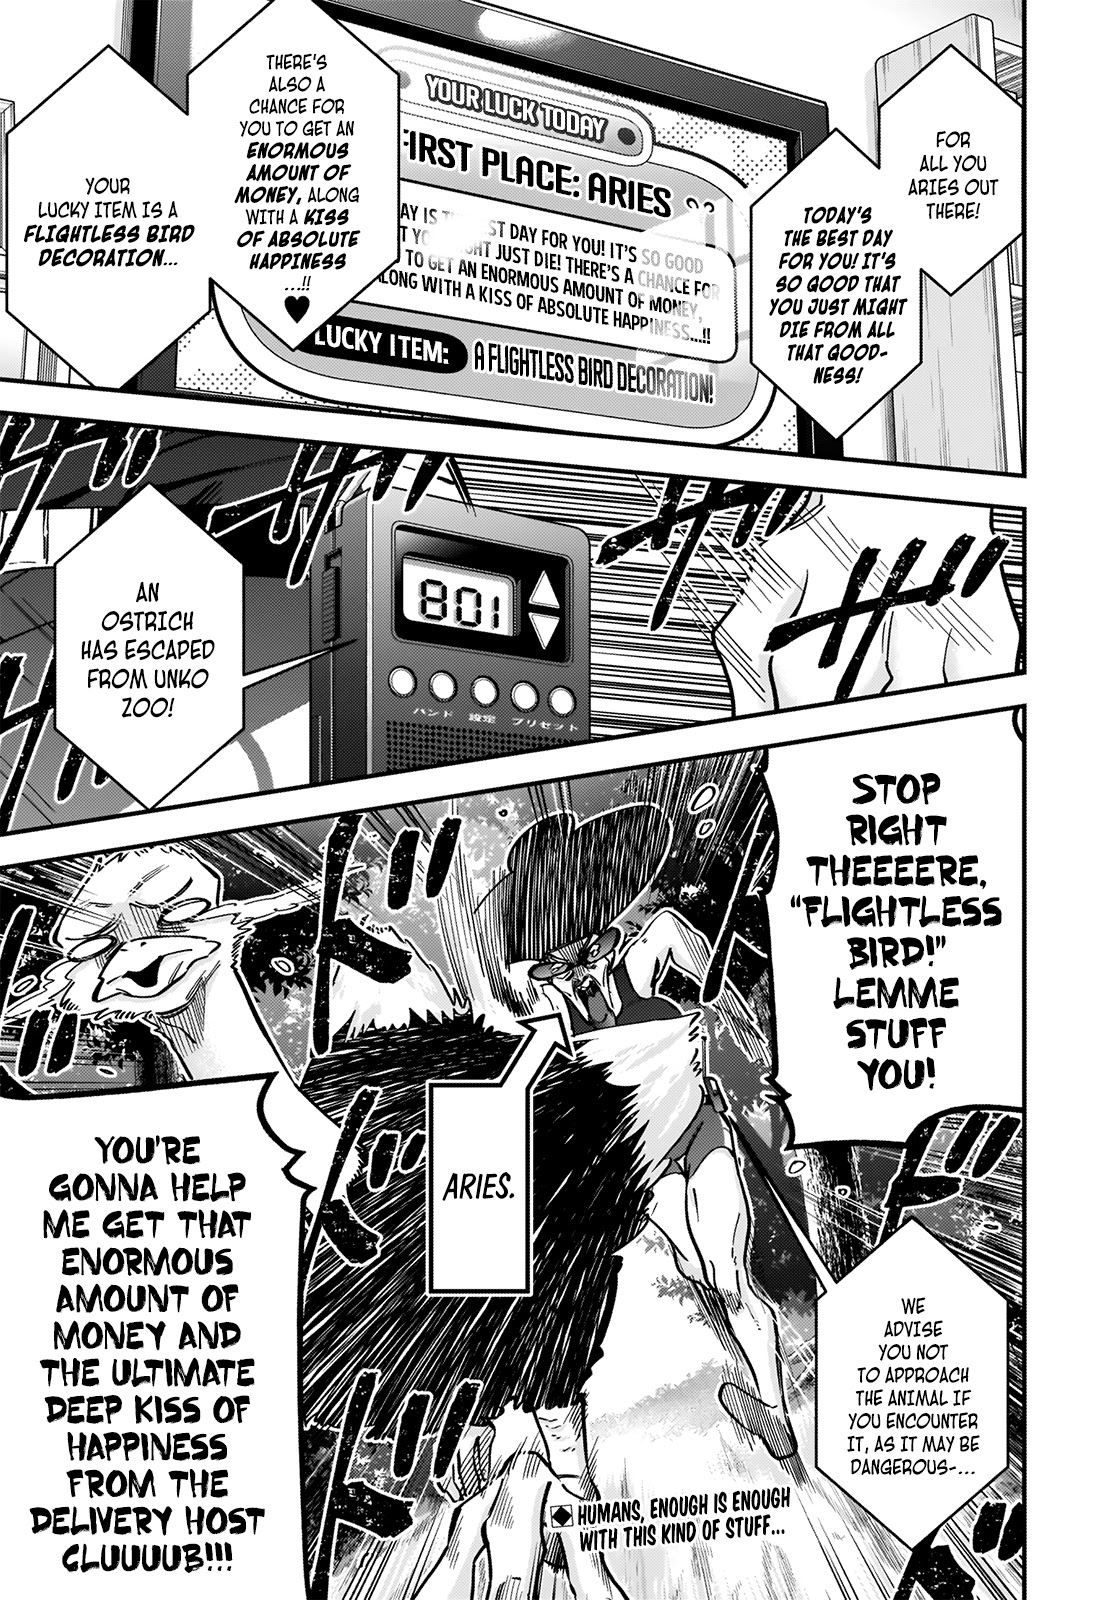 FOR
ALL YOU
ARIES OUT
THERE!
TODAY'S
THE BEST DAY
FOR YOU! IT'S
SO GOOD THAT
YOU JUST MIGHT
DIE FROM ALL
THAT GOOD-
NESS!
YOUR LUCK TODAY
FIRST PLACE: ARIES
DAY FOR YOU! IT'S SO GOOD
JUST DIE! THERE'S A CHANCE FOR
TO GET AN ENORMOUS AMOUNT OF MONEY,
ALONG WITH A KISS OF ABSOLUTE HAPPINESS...!!
LUCKY ITEM: A FLIGHTLESS BIRD DECORATION!
THERE'S
ALSO A
CHANCE FOR
YOU TO GET AN
ENORMOUS
AMOUNT OF
MONEY, ALONG
WITH A KISS
OF ABSOLUTE
HAPPINESS
...!!
♥
YOUR
LUCKY ITEM IS A
FLIGHTLESS BIRD
DECORATION...
ザザザザ
801
バンド 設定 プリセット
AN
OSTRICH
HAS ESCAPED
FROM UNKO
ZOO!
STOP
RIGHT
THEEEERE,
"FLIGHTLESS
BIRD!"
LEMME
STUFF
YOU!
ドドドド
ARIES.
WE
ADVISE
YOU NOT
TO APPROACH
THE ANIMAL IF
YOU ENCOUNTER
IT, AS IT MAY BE
DANGEROUS-...
YOU'RE
GONNA HELP
ME GET THAT
ENORMOUS
AMOUNT OF
MONEY AND
THE ULTIMATE
DEEP KISS OF
HAPPINESS
FROM THE
DELIVERY HOST
CLUUUUB!!!
◆HUMANS, ENOUGH IS ENOUGH
WITH THIS KIND OF STUFF...